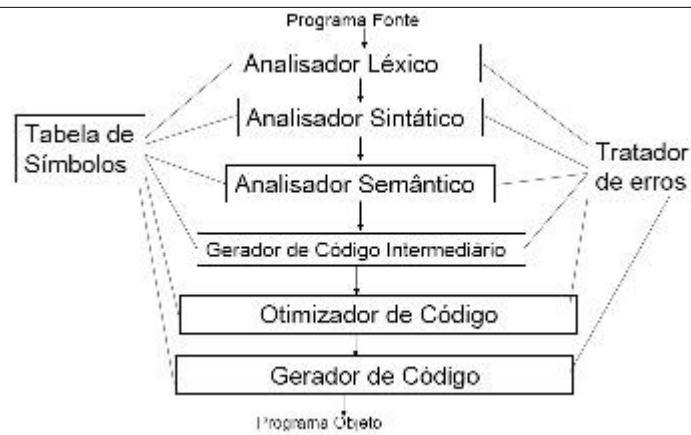 Programa Fonte
Analisador Léxico
Analisador Sintático
Tabela de
Símbolos
Tratador
de erros
Analisador Semântico
Gerador de Código Intermediário
Otimizador de Código
Gerador de Código
Programa Objeto